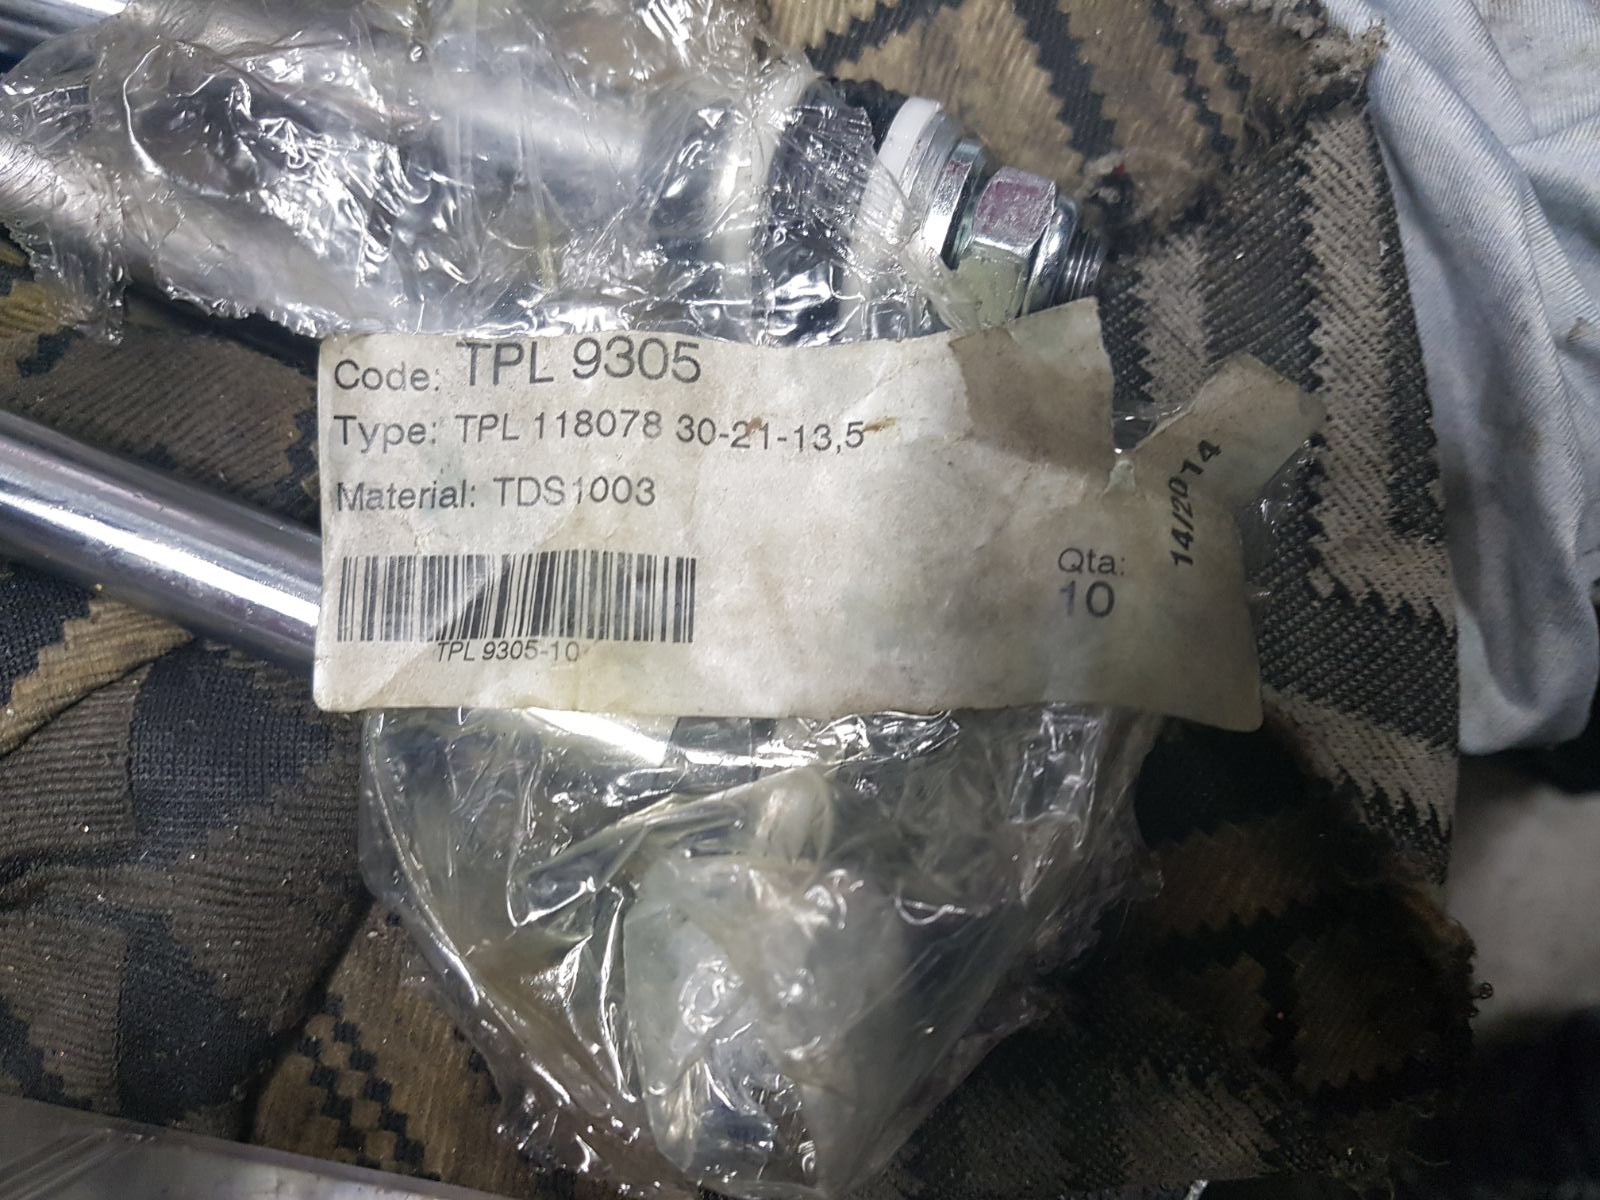 Code: TPL 9305
Type: TPL 118078 30-21-13,5
Material: TDS1003
TPL 9305-10
Qta:
10
14/2014